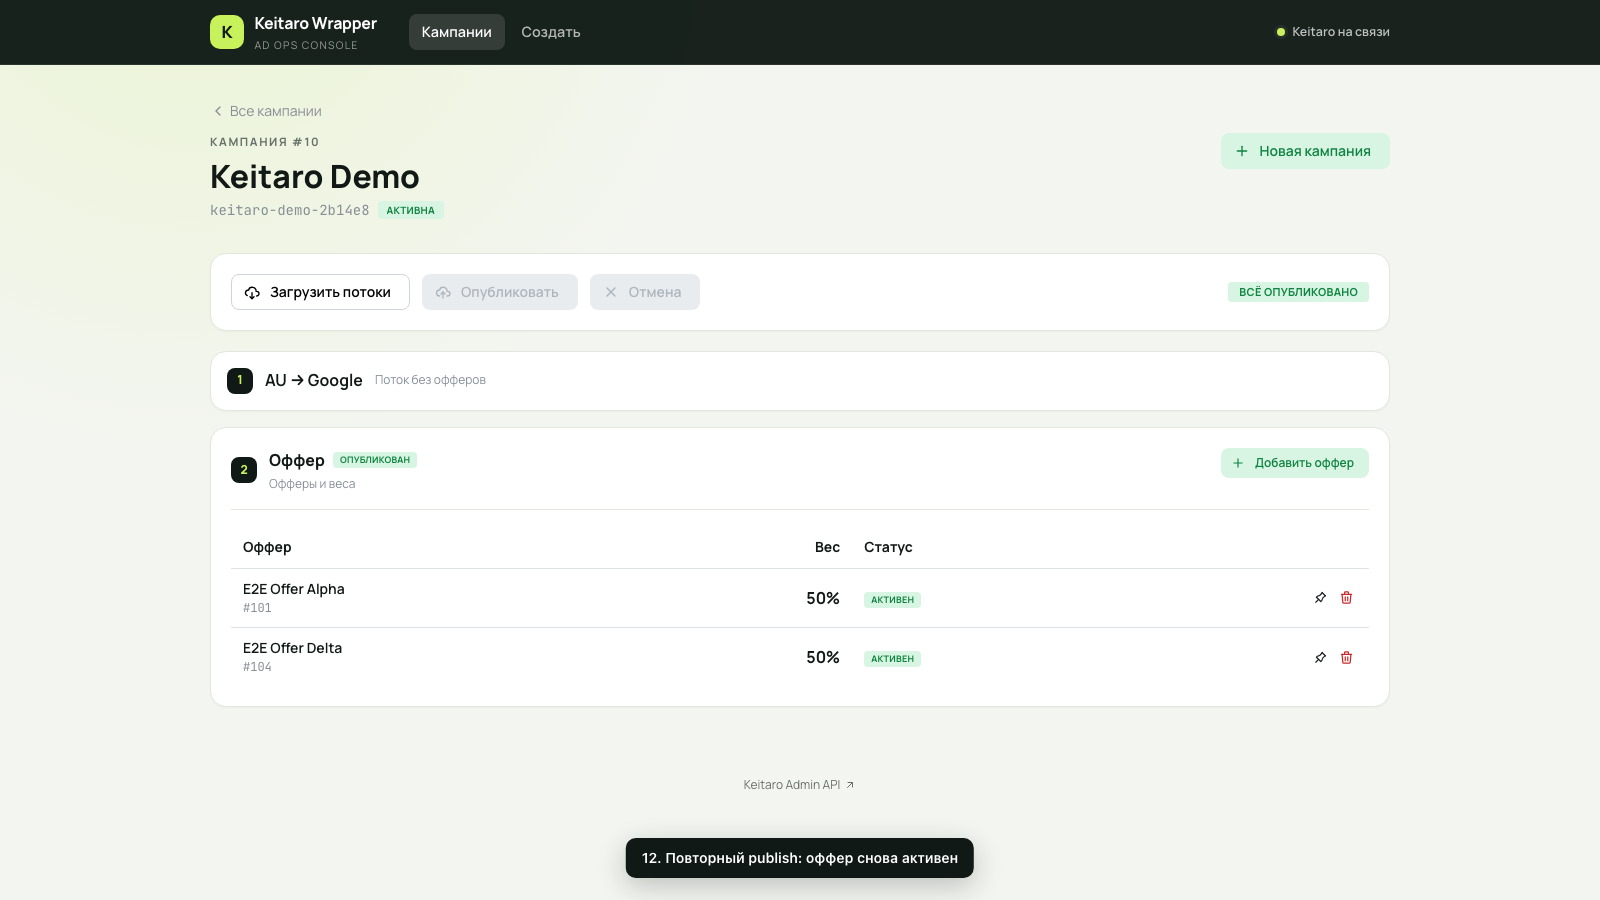 K
Keitaro Wrapper
AD OPS CONSOLE
Кампании
Создать
Keitaro на связи
Все кампании
КАМПАНИЯ #10
Keitaro Demo
keitaro-demo-2b14e8
АКТИВНА
Новая кампания
Загрузить потоки
Опубликовать
Отмена
ВСЁ ОПУБЛИКОВАНО
1
AU → Google
Поток без офферов
2
Оффер
ОПУБЛИКОВАН
Офферы и веса
Добавить оффер
Оффер
Вес
Статус
E2E Offer Alpha
#101
50%
АКТИВЕН
E2E Offer Delta
#104
50%
АКТИВЕН
Keitaro Admin API
12. Повторный publish: оффер снова активен